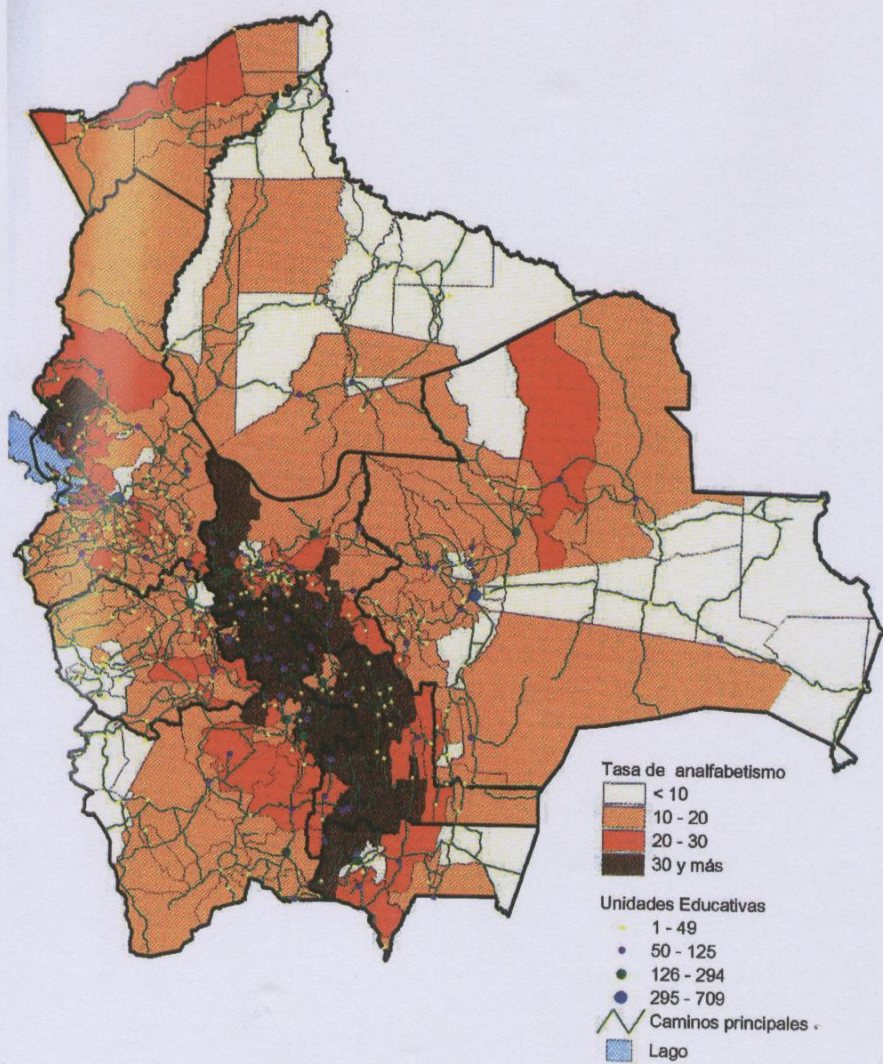 Tasa de analfabetismo
< 10
10 - 20
20 - 30
30 y más
Unidades Educativas
1 - 49
50 - 125
126 - 294
295 - 709
Caminos principales .
Lago